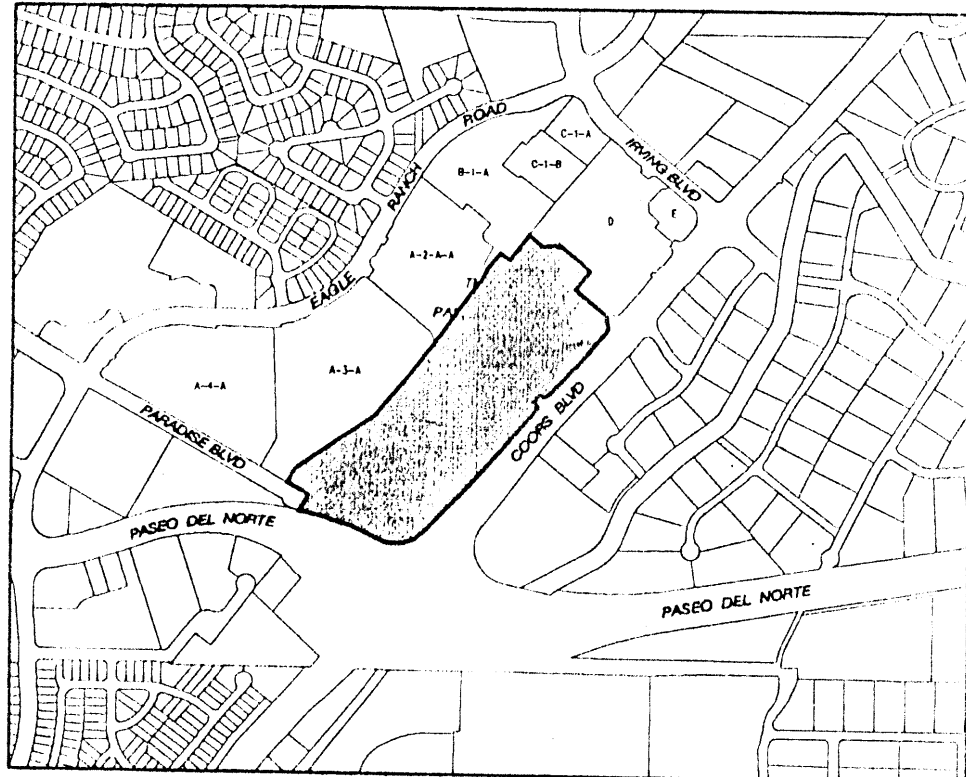 EAGLE RANCH ROAD
IRVING BLVD
C-1-A
C-1-B
B-1-A
D
E
A-2-A-A
A-3-A
A-4-A
COORS BLVD
PARADISE BLVD
PASEO DEL NORTE
PASEO DEL NORTE